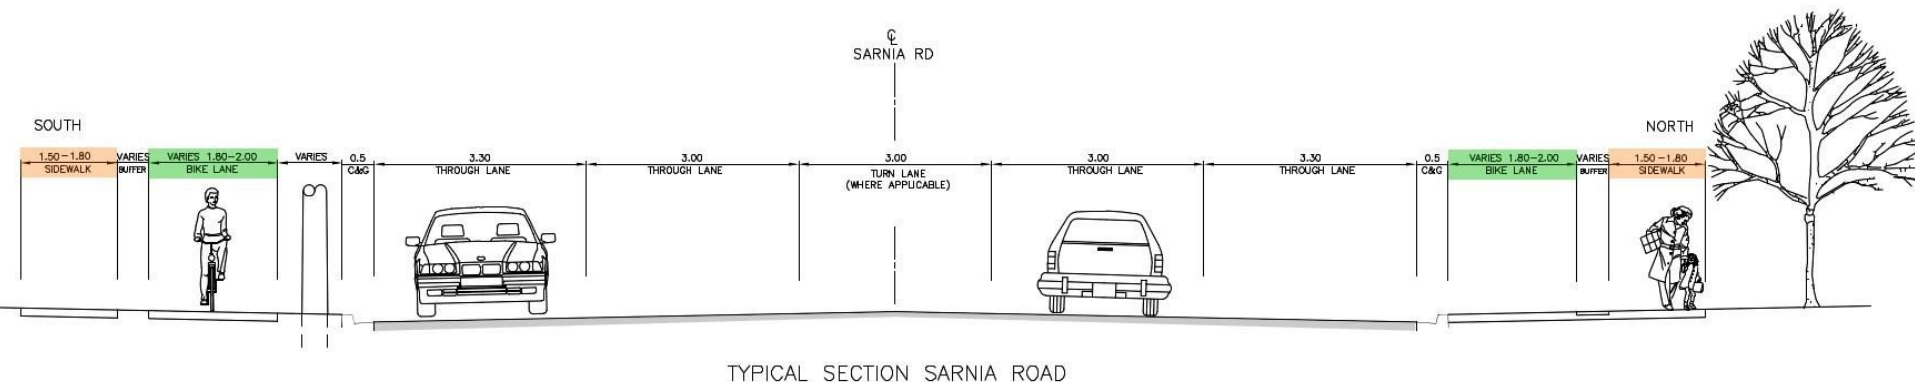 ℄
SARNIA RD
SOUTH
NORTH
1.50-1.80
SIDEWALK
VARIES
BUFFER
VARIES 1.80-2.00
BIKE LANE
VARIES
0.5
C&G
3.30
THROUGH LANE
3.00
THROUGH LANE
3.00
TURN LANE
(WHERE APPLICABLE)
3.00
THROUGH LANE
3.30
THROUGH LANE
0.5
C&G
VARIES 1.80-2.00
BIKE LANE
VARIES
BUFFER
1.50-1.80
SIDEWALK
TYPICAL SECTION SARNIA ROAD